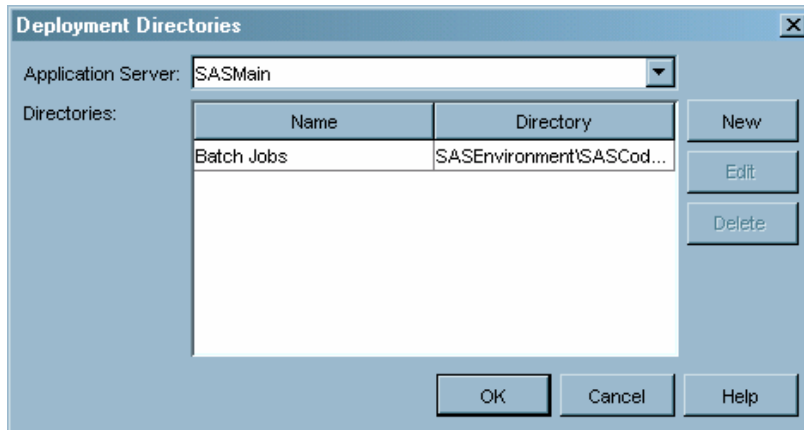 Deployment Directories
Application Server: SASMain
Directories:
Name Directory New
Batch Jobs SASEnvironment\SASCod...
Edit
Delete
OK Cancel Help